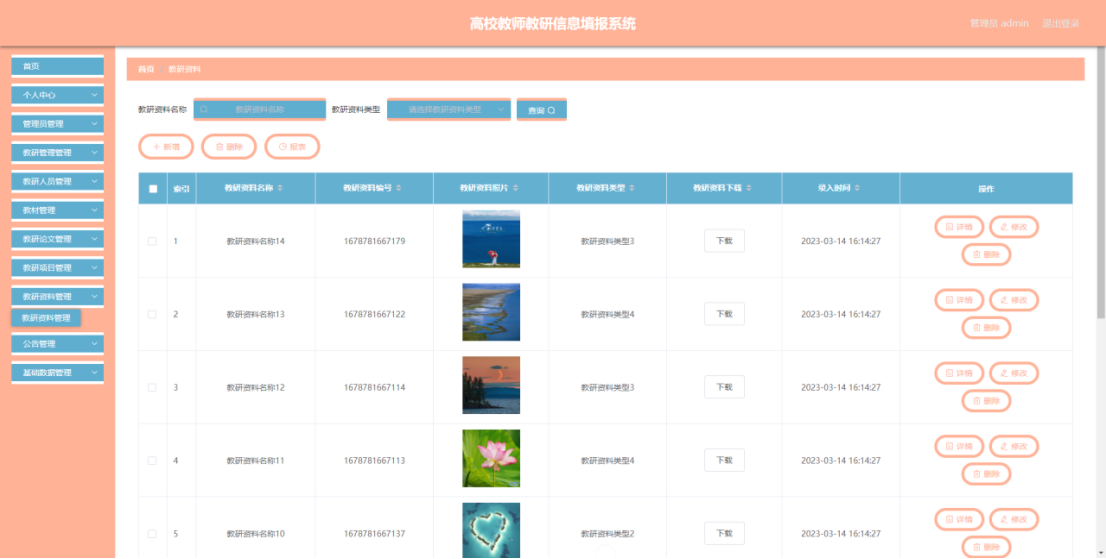 高校教师教研信息填报系统
管理员 admin 退出登录
首页
个人中心
管理员管理
教研管理管理
教研人员管理
教材管理
教研论文管理
教研项目管理
教研资料管理
教研资料管理
公告管理
基础数据管理
首页 教研资料
教研资料名称 教研资料名称 教研资料类型 请选择教研资料类型 查询
新增 删除 报表
索引 教研资料名称 教研资料编号 教研资料照片 教研资料类型 教研资料下载 录入时间 操作
1 教研资料名称14 1678781667179 教研资料类型3 下载 2023-03-14 16:14:27 详情 修改
删除
2 教研资料名称13 1678781667122 教研资料类型4 下载 2023-03-14 16:14:27 详情 修改
删除
3 教研资料名称12 1678781667114 教研资料类型3 下载 2023-03-14 16:14:27 详情 修改
删除
4 教研资料名称11 1678781667113 教研资料类型4 下载 2023-03-14 16:14:27 详情 修改
删除
5 教研资料名称10 1678781667137 教研资料类型2 下载 2023-03-14 16:14:27 详情 修改
删除